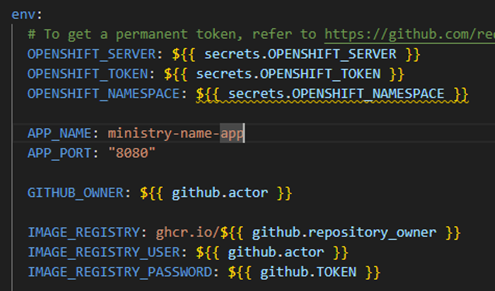 env:
# To get a permanent token, refer to https://github.com/re
OPENSHIFT_SERVER: ${{ secrets.OPENSHIFT_SERVER }}
OPENSHIFT_TOKEN: ${{ secrets.OPENSHIFT_TOKEN }}
OPENSHIFT_NAMESPACE: ${{ secrets.OPENSHIFT_NAMESPACE }}
APP_NAME: ministry-name-app
APP_PORT: "8080"
GITHUB_OWNER: ${{ github.actor }}
IMAGE_REGISTRY: ghcr.io/${{ github.repository_owner }}
IMAGE_REGISTRY_USER: ${{ github.actor }}
IMAGE_REGISTRY_PASSWORD: ${{ github.TOKEN }}